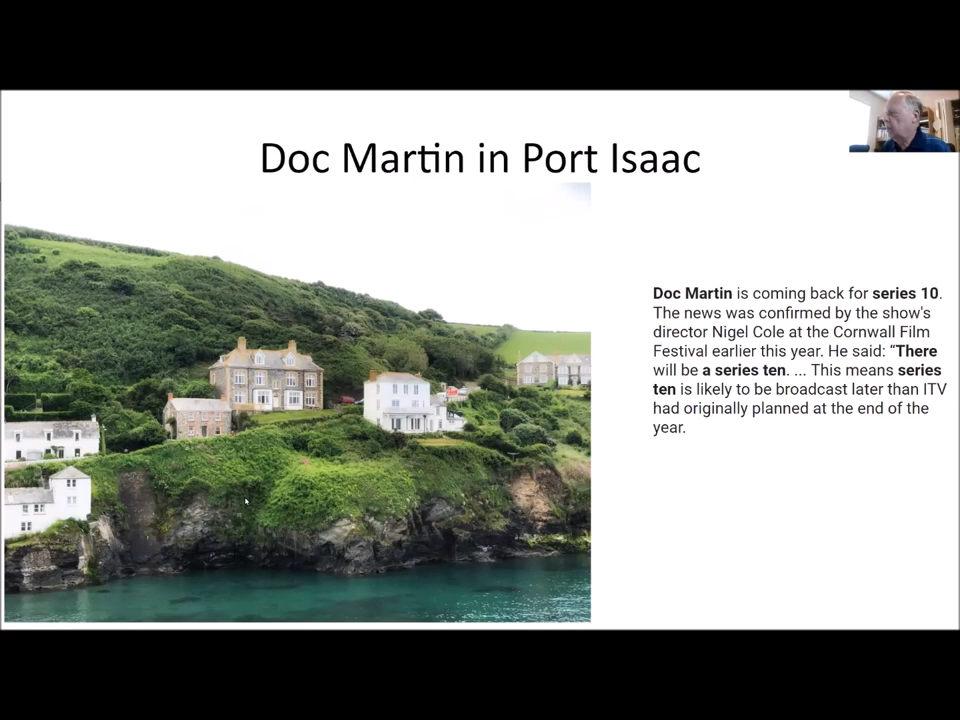 Doc Martin in Port Isaac
Doc Martin is coming back for series 10.
The news was confirmed by the show's
director Nigel Cole at the Cornwall Film
Festival earlier this year. He said: "There
will be a series ten. ... This means series
ten is likely to be broadcast later than ITV
had originally planned at the end of the
year.